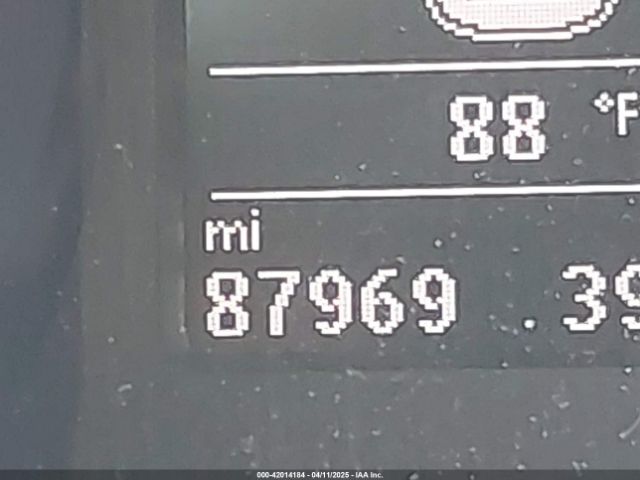 88 °F
mi
87969 .39
000-42014184 - 04/11/2025 - IAA Inc.